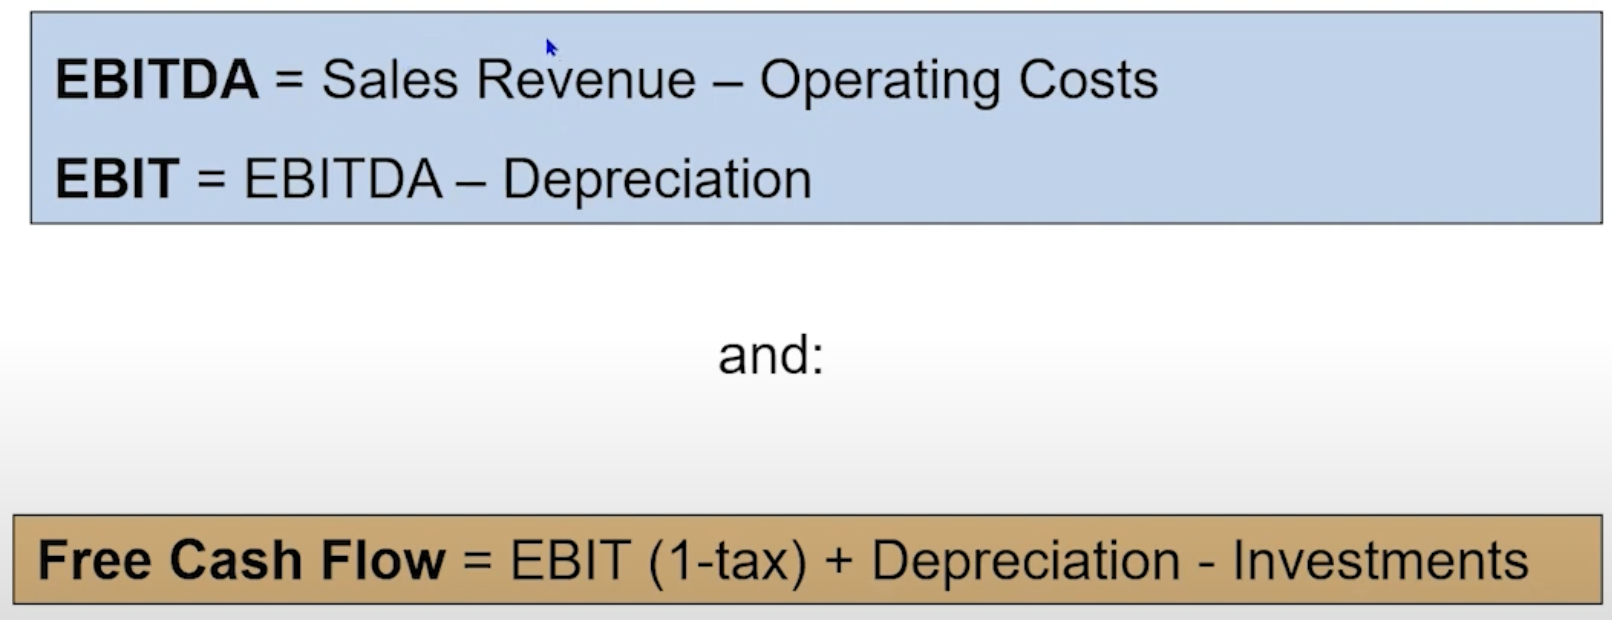 EBITDA = Sales Revenue – Operating Costs
EBIT = EBITDA – Depreciation
and:
Free Cash Flow = EBIT (1-tax) + Depreciation - Investments